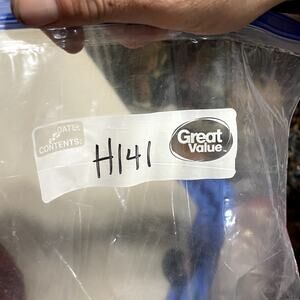 DATE:
CONTENTS:
H141
Great
Value